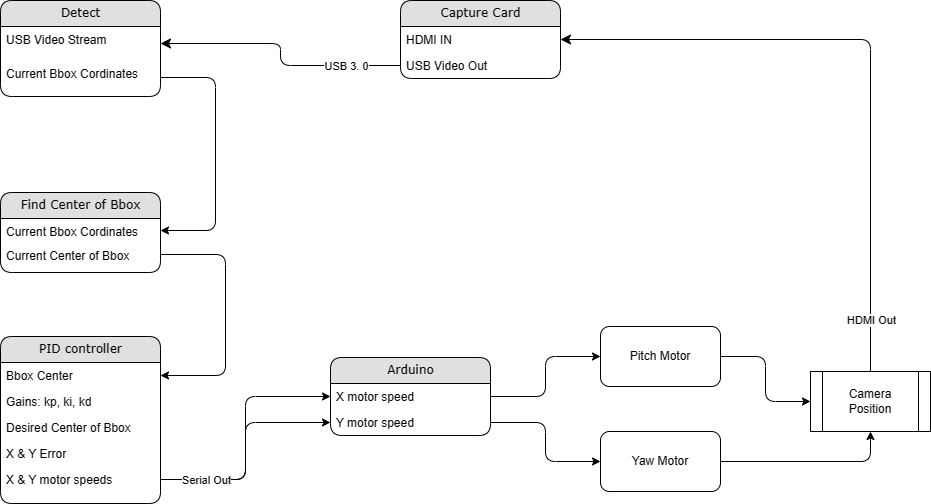 Detect
USB Video Stream
Current Bbox Cordinates
Capture Card
HDMI IN
USB Video Out
USB 3. 0
Find Center of Bbox
Current Bbox Cordinates
Current Center of Bbox
PID controller
Bbox Center
Gains: kp, ki, kd
Desired Center of Bbox
X & Y Error
X & Y motor speeds
Serial Out
Arduino
X motor speed
Y motor speed
Pitch Motor
Yaw Motor
HDMI Out
Camera
Position